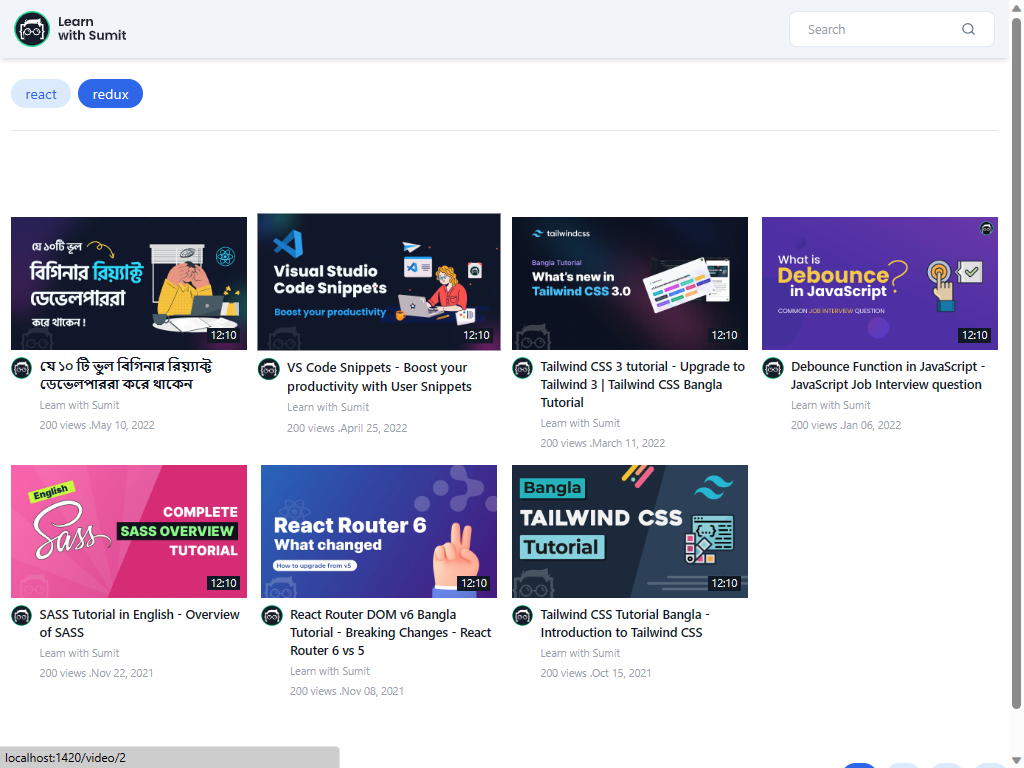 Learn
with Sumit
Search
react
redux
যে ১০টি ভুল
বিগিনার রিয়্যাক্ট
ডেভেলপাররা
করে থাকেন !
12:10
যে ১০ টি ভুল বিগিনার রিয়্যাক্ট
ডেভেলপাররা করে থাকেন
Learn with Sumit
200 views .May 10, 2022
Visual Studio
Code Snippets
Boost your productivity
12:10
VS Code Snippets - Boost your
productivity with User Snippets
Learn with Sumit
200 views .April 25, 2022
tailwindcss
Bangla Tutorial
What's new in
Tailwind CSS 3.0
12:10
Tailwind CSS 3 tutorial - Upgrade to
Tailwind 3 | Tailwind CSS Bangla
Tutorial
Learn with Sumit
200 views .March 11, 2022
What is
Debounce?
in JavaScript
COMMON JOB INTERVIEW QUESTION
12:10
Debounce Function in JavaScript -
JavaScript Job Interview question
Learn with Sumit
200 views .Jan 06, 2022
English
Sass
COMPLETE
SASS OVERVIEW
TUTORIAL
12:10
SASS Tutorial in English - Overview
of SASS
Learn with Sumit
200 views .Nov 22, 2021
React Router 6
What changed
How to upgrade from v5
12:10
React Router DOM v6 Bangla
Tutorial - Breaking Changes - React
Router 6 vs 5
Learn with Sumit
200 views .Nov 08, 2021
Bangla
TAILWIND CSS
Tutorial
12:10
Tailwind CSS Tutorial Bangla -
Introduction to Tailwind CSS
Learn with Sumit
200 views .Oct 15, 2021
localhost:1420/video/2